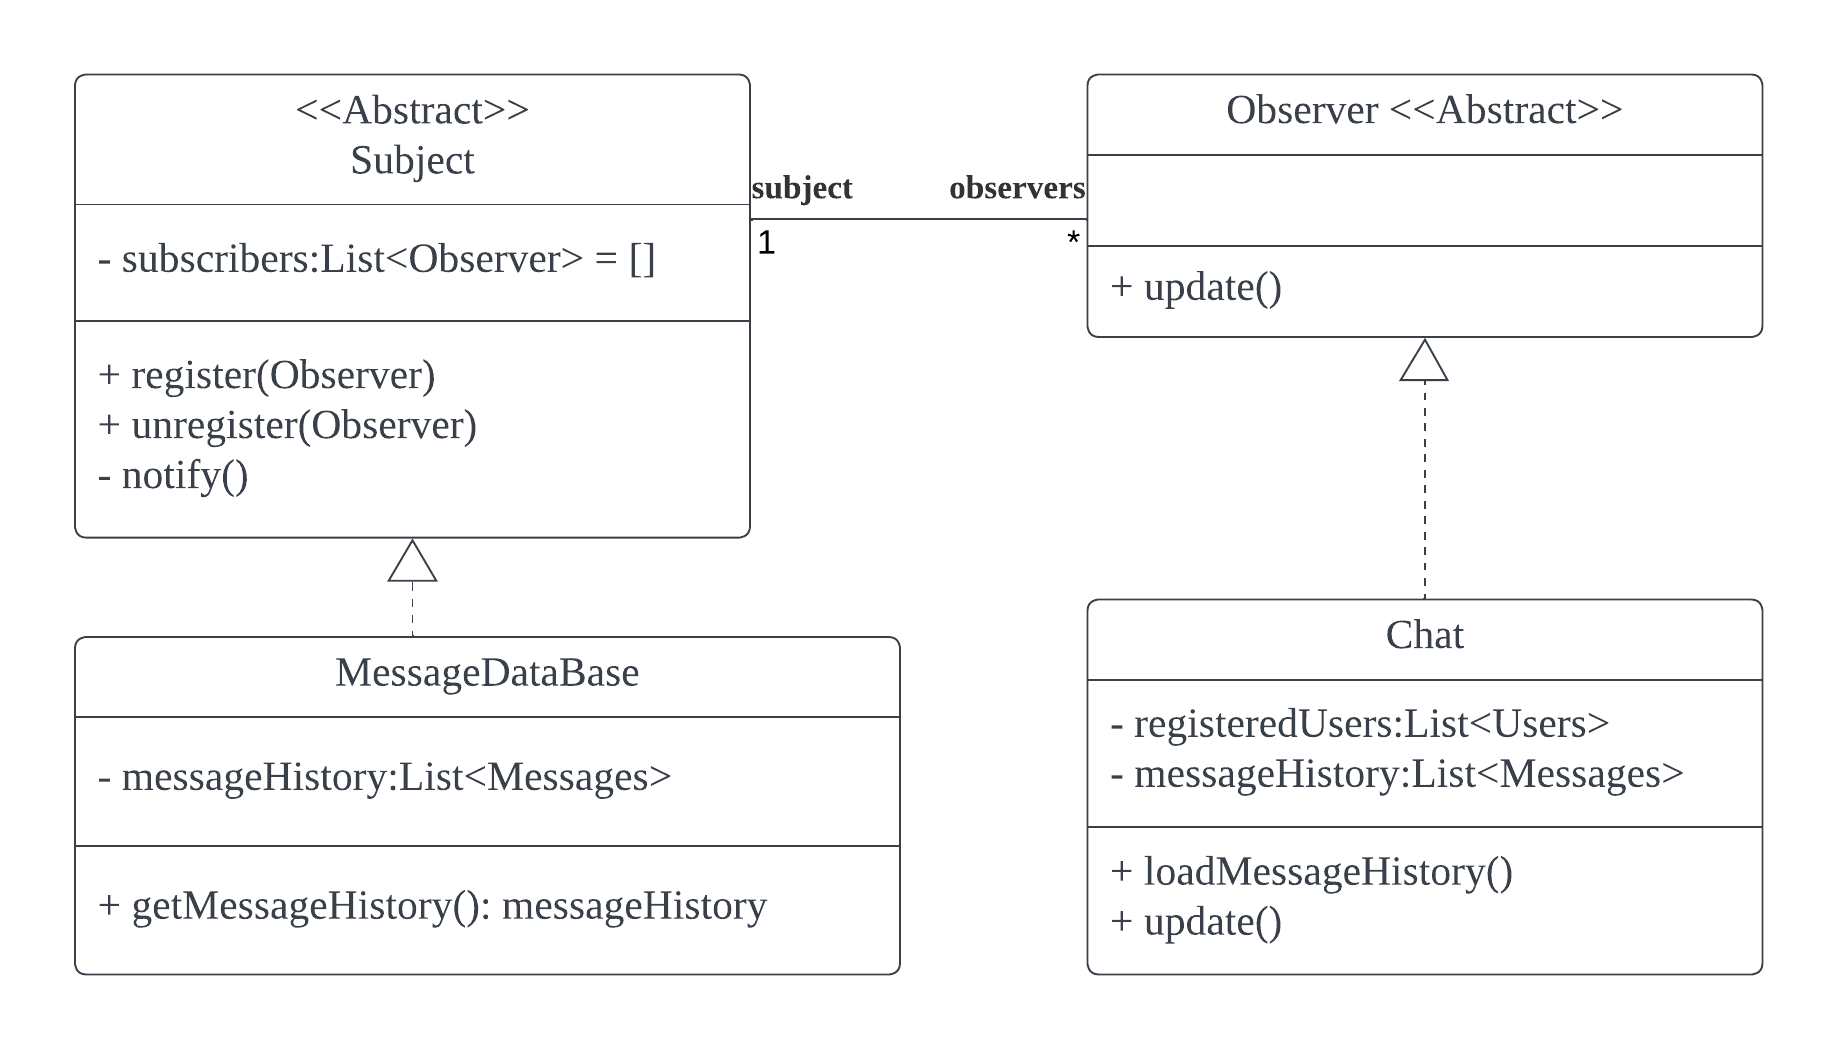 <<Abstract>>
Subject
- subscribers:List<Observer> = []
+ register(Observer)
+ unregister(Observer)
- notify()
subject
observers
1
*
Observer <<Abstract>>
+ update()
MessageDataBase
- messageHistory:List<Messages>
+ getMessageHistory(): messageHistory
Chat
- registeredUsers:List<Users>
- messageHistory:List<Messages>
+ loadMessageHistory()
+ update()